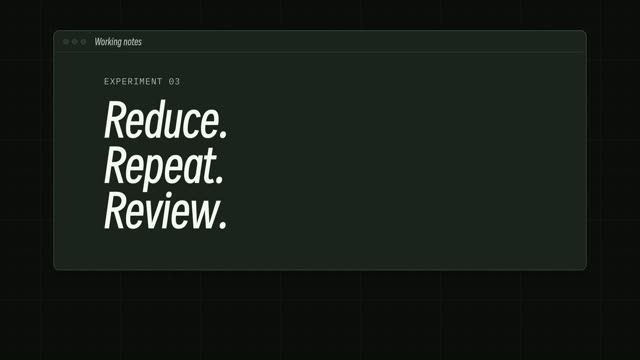 Working notes
EXPERIMENT 03
Reduce.
Repeat.
Review.